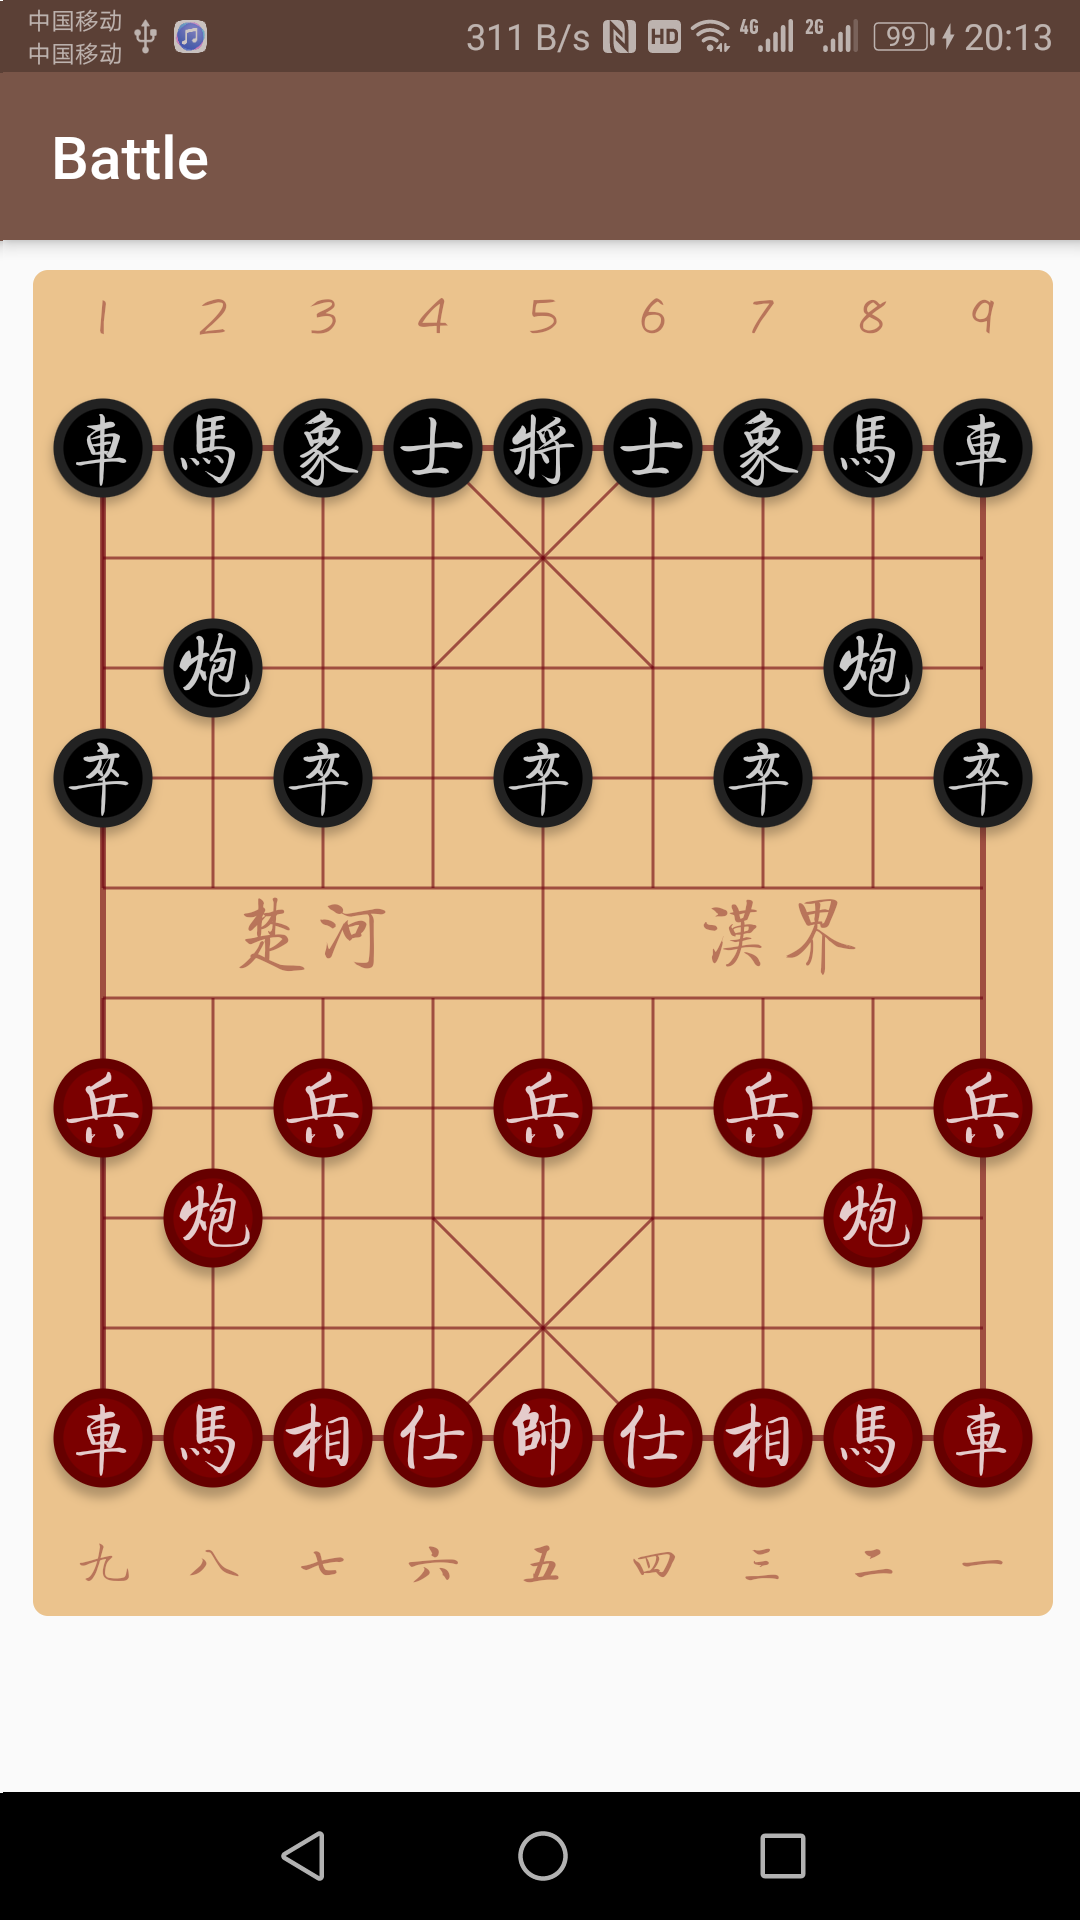 中国移动
中国移动
311 B/s HD 4G 2G 99 20:13
Battle
1 2 3 4 5 6 7 8 9
車 馬 象 士 將 士 象 馬 車
炮 炮
卒 卒 卒 卒 卒
楚河 漢界
兵 兵 兵 兵 兵
炮 炮
車 馬 相 仕 帥 仕 相 馬 車
九 八 七 六 五 四 三 二 一